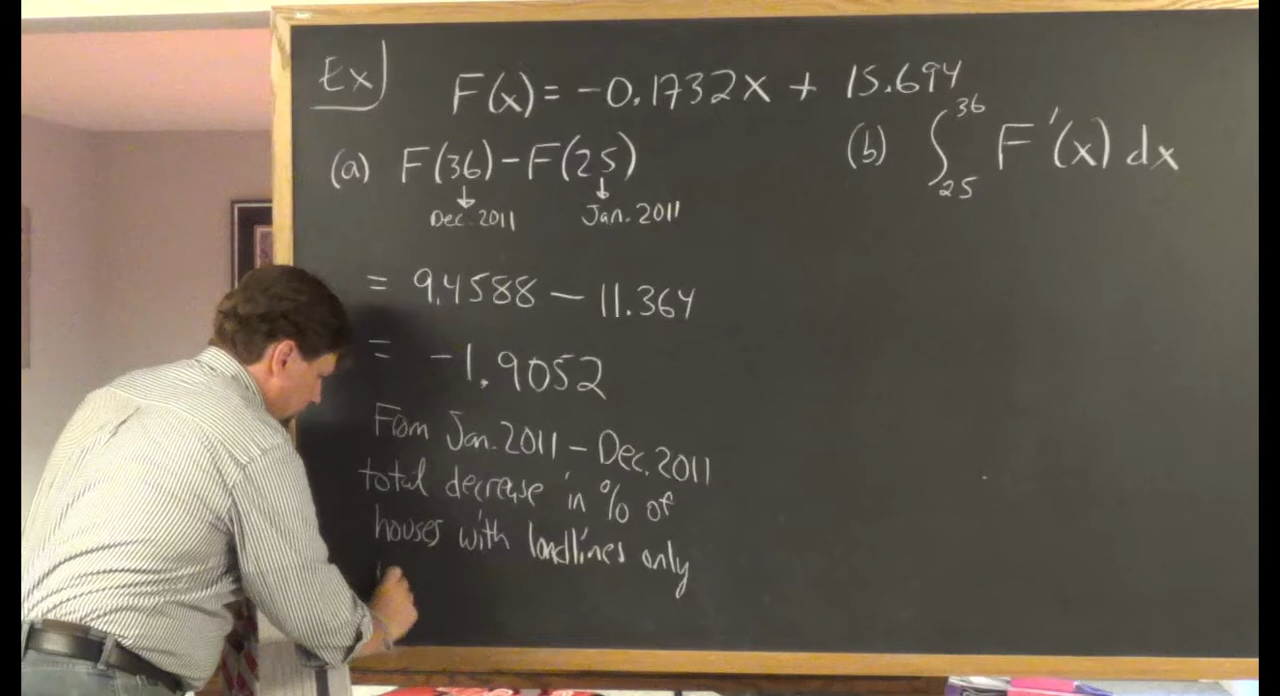 Ex) F(x) = -0.1732x + 15.694
(a) F(36) - F(25)
↓ ↓
Dec. 2011 Jan. 2011
= 9.4588 - 11.364
= -1.9052
From Jan. 2011 - Dec. 2011
total decrease in % of
houses with landlines only
(b) ∫₂₅³⁶ F'(x) dx